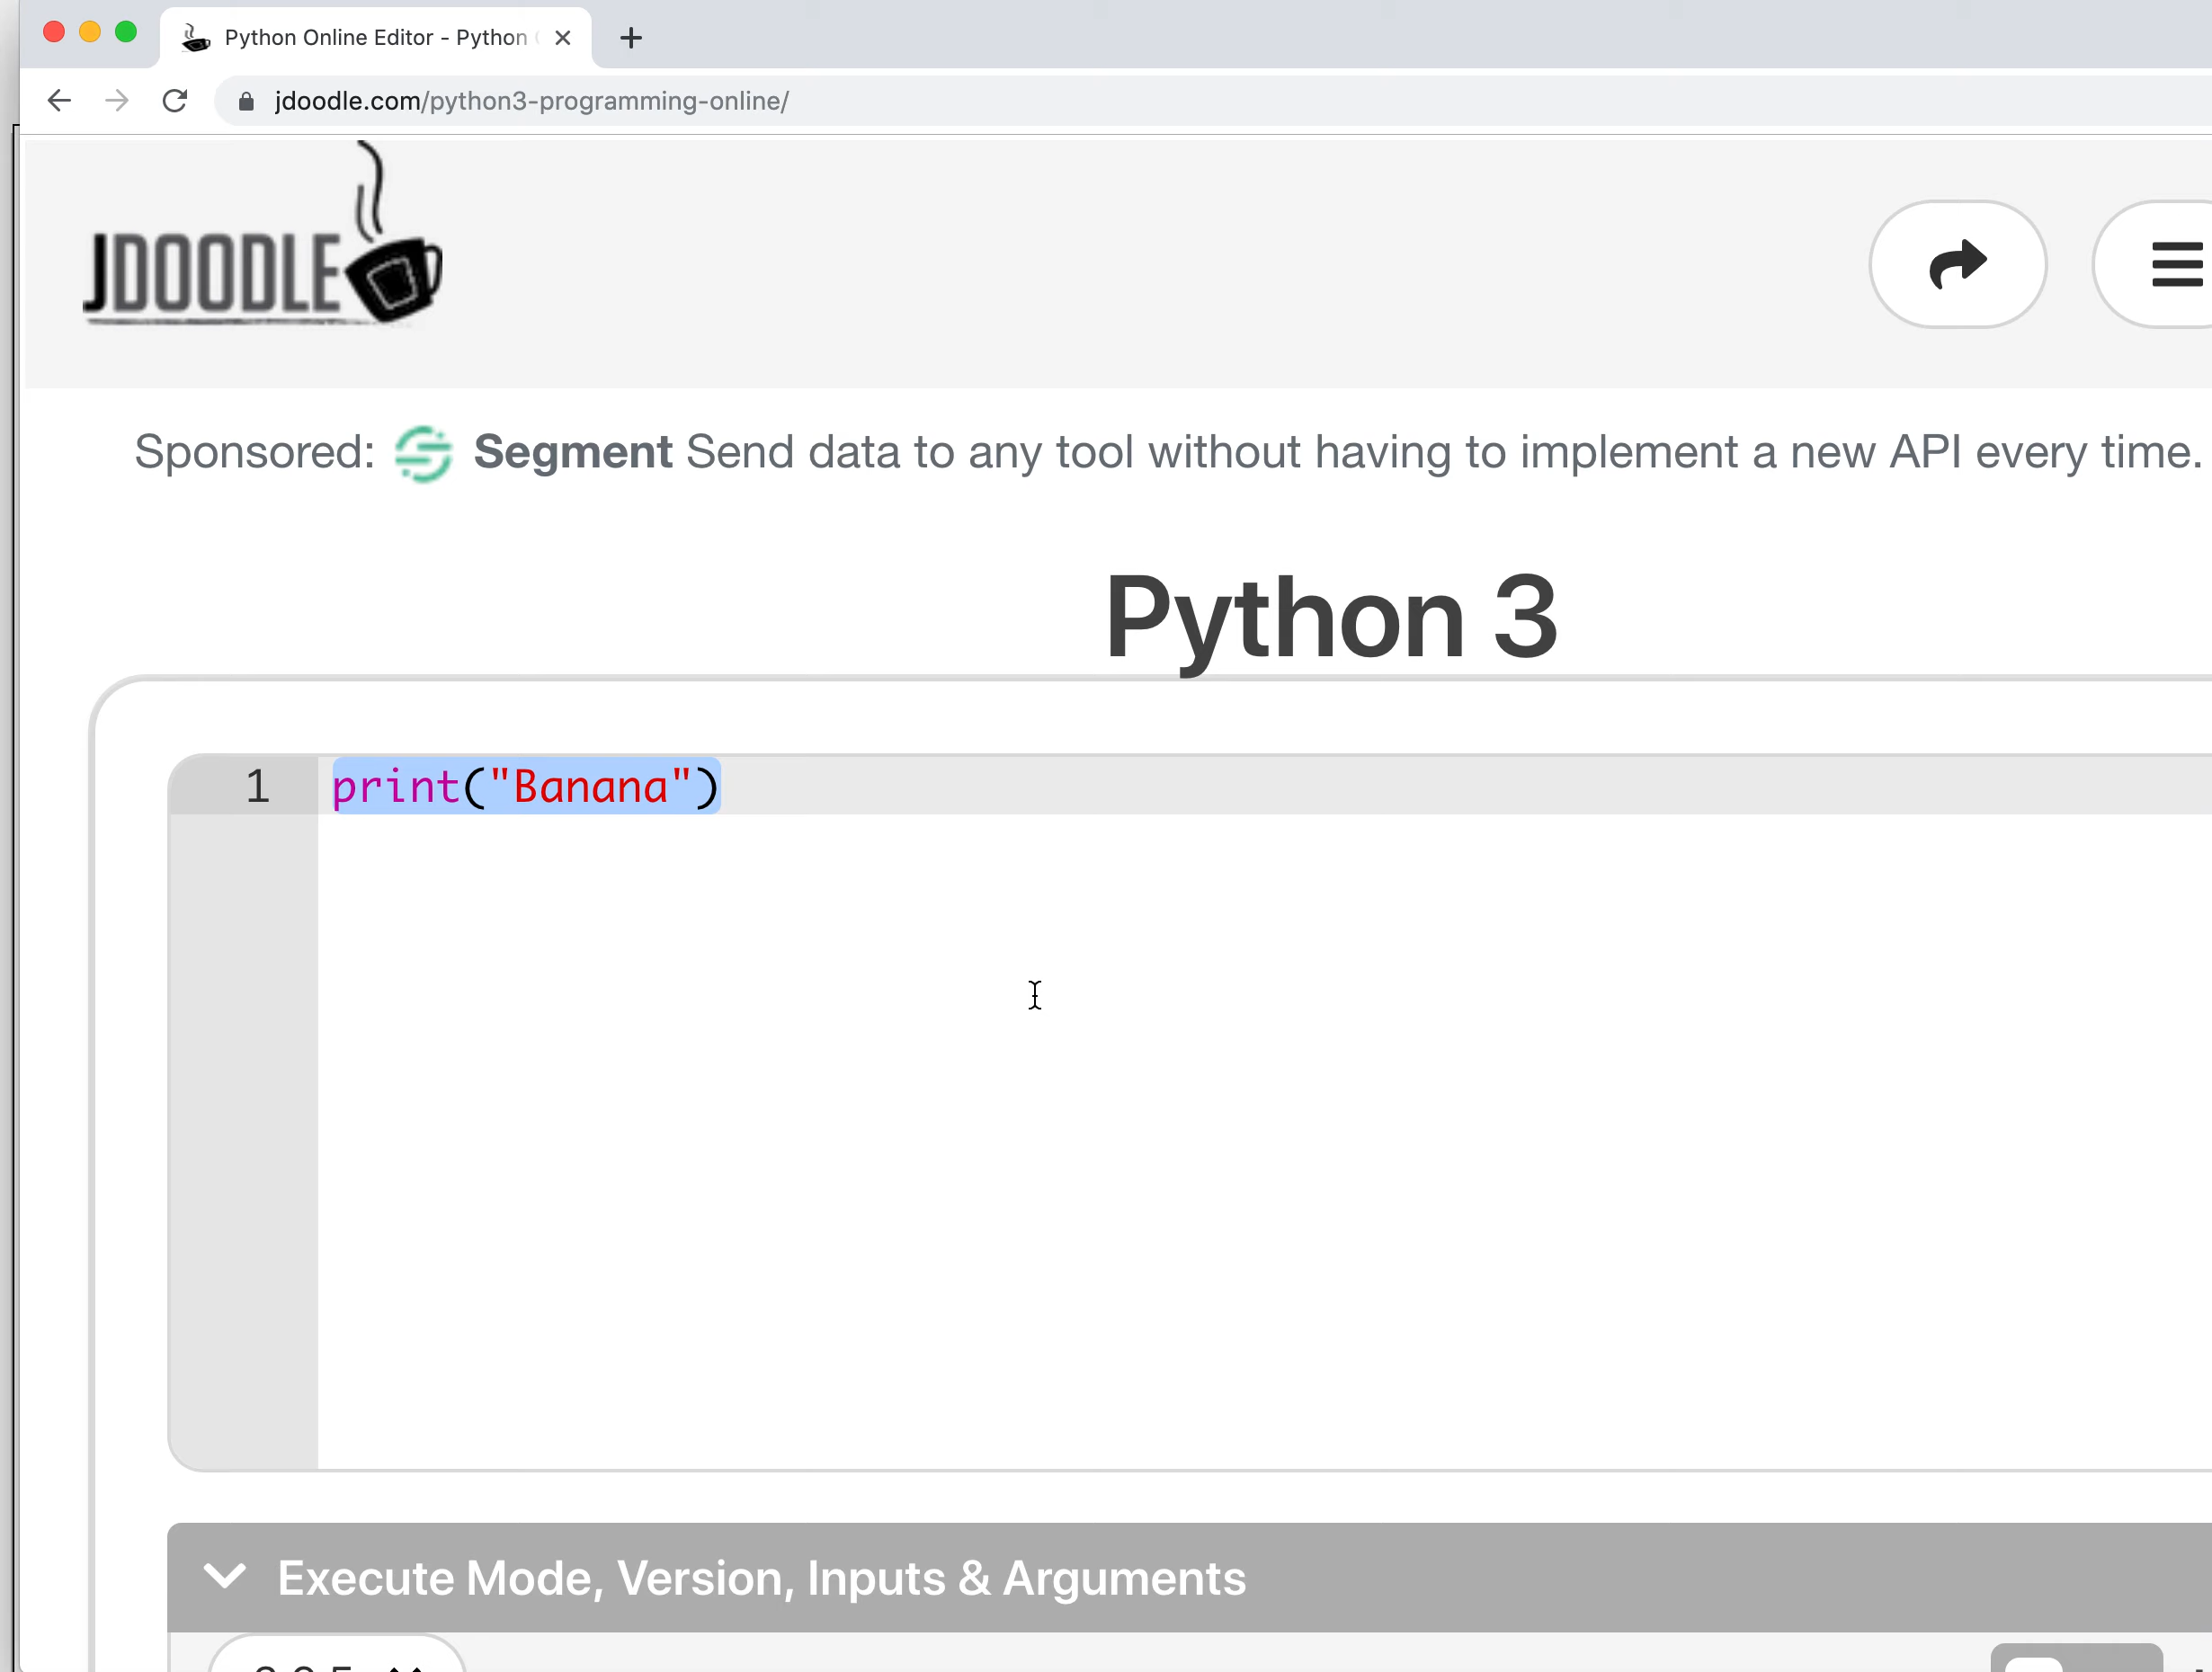 Python Online Editor - Python
jdoodle.com/python3-programming-online/
JDOODLE
Sponsored: Segment Send data to any tool without having to implement a new API every time.
Python 3
1 print("Banana")
Execute Mode, Version, Inputs & Arguments